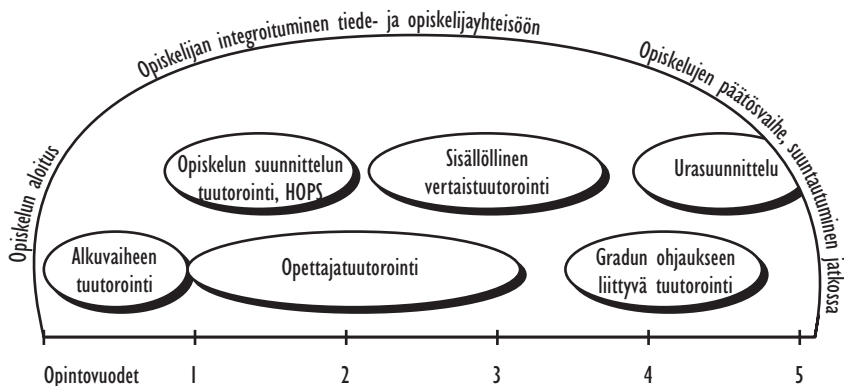 Opiskelijan integroituminen tiede- ja opiskelijayhteisöön
Opiskelun aloitus
Opiskelujen päätösvaihe, suuntautuminen jatkossa
Opiskelun suunnittelun
tuutorointi, HOPS
Sisällöllinen
vertaistuutorointi
Urasuunnittelu
Alkuvaiheen
tuutorointi
Opettajatuutorointi
Gradun ohjaukseen
liittyvä tuutorointi
Opintovuodet 1 2 3 4 5